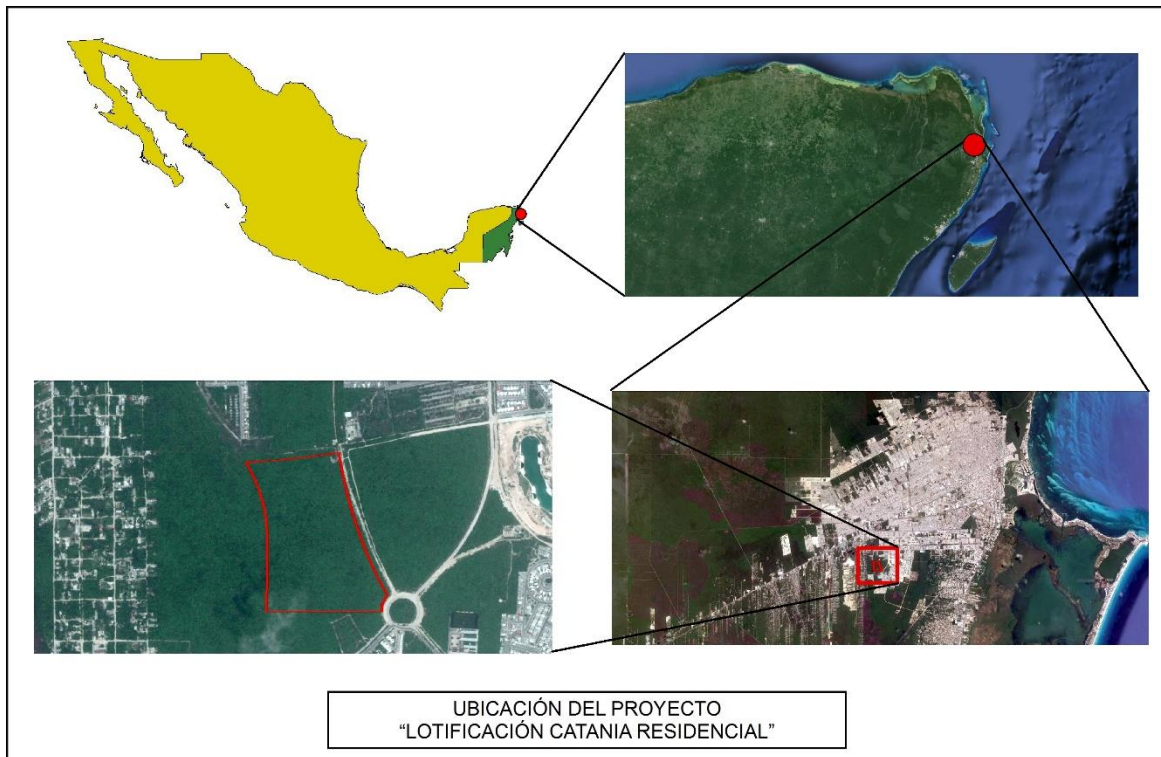 UBICACIÓN DEL PROYECTO
“LOTIFICACIÓN CATANIA RESIDENCIAL”